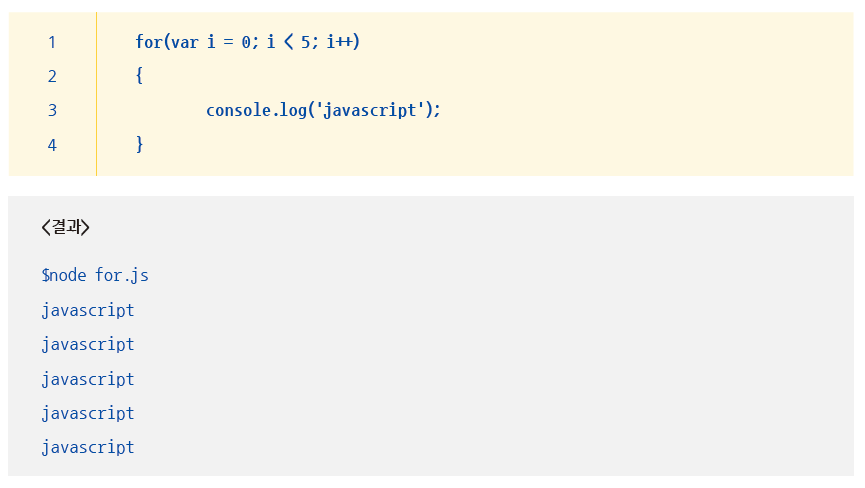 1 for(var i = 0; i < 5; i++)
2 {
3 console.log('javascript');
4 }
<결과>
$node for.js
javascript
javascript
javascript
javascript
javascript